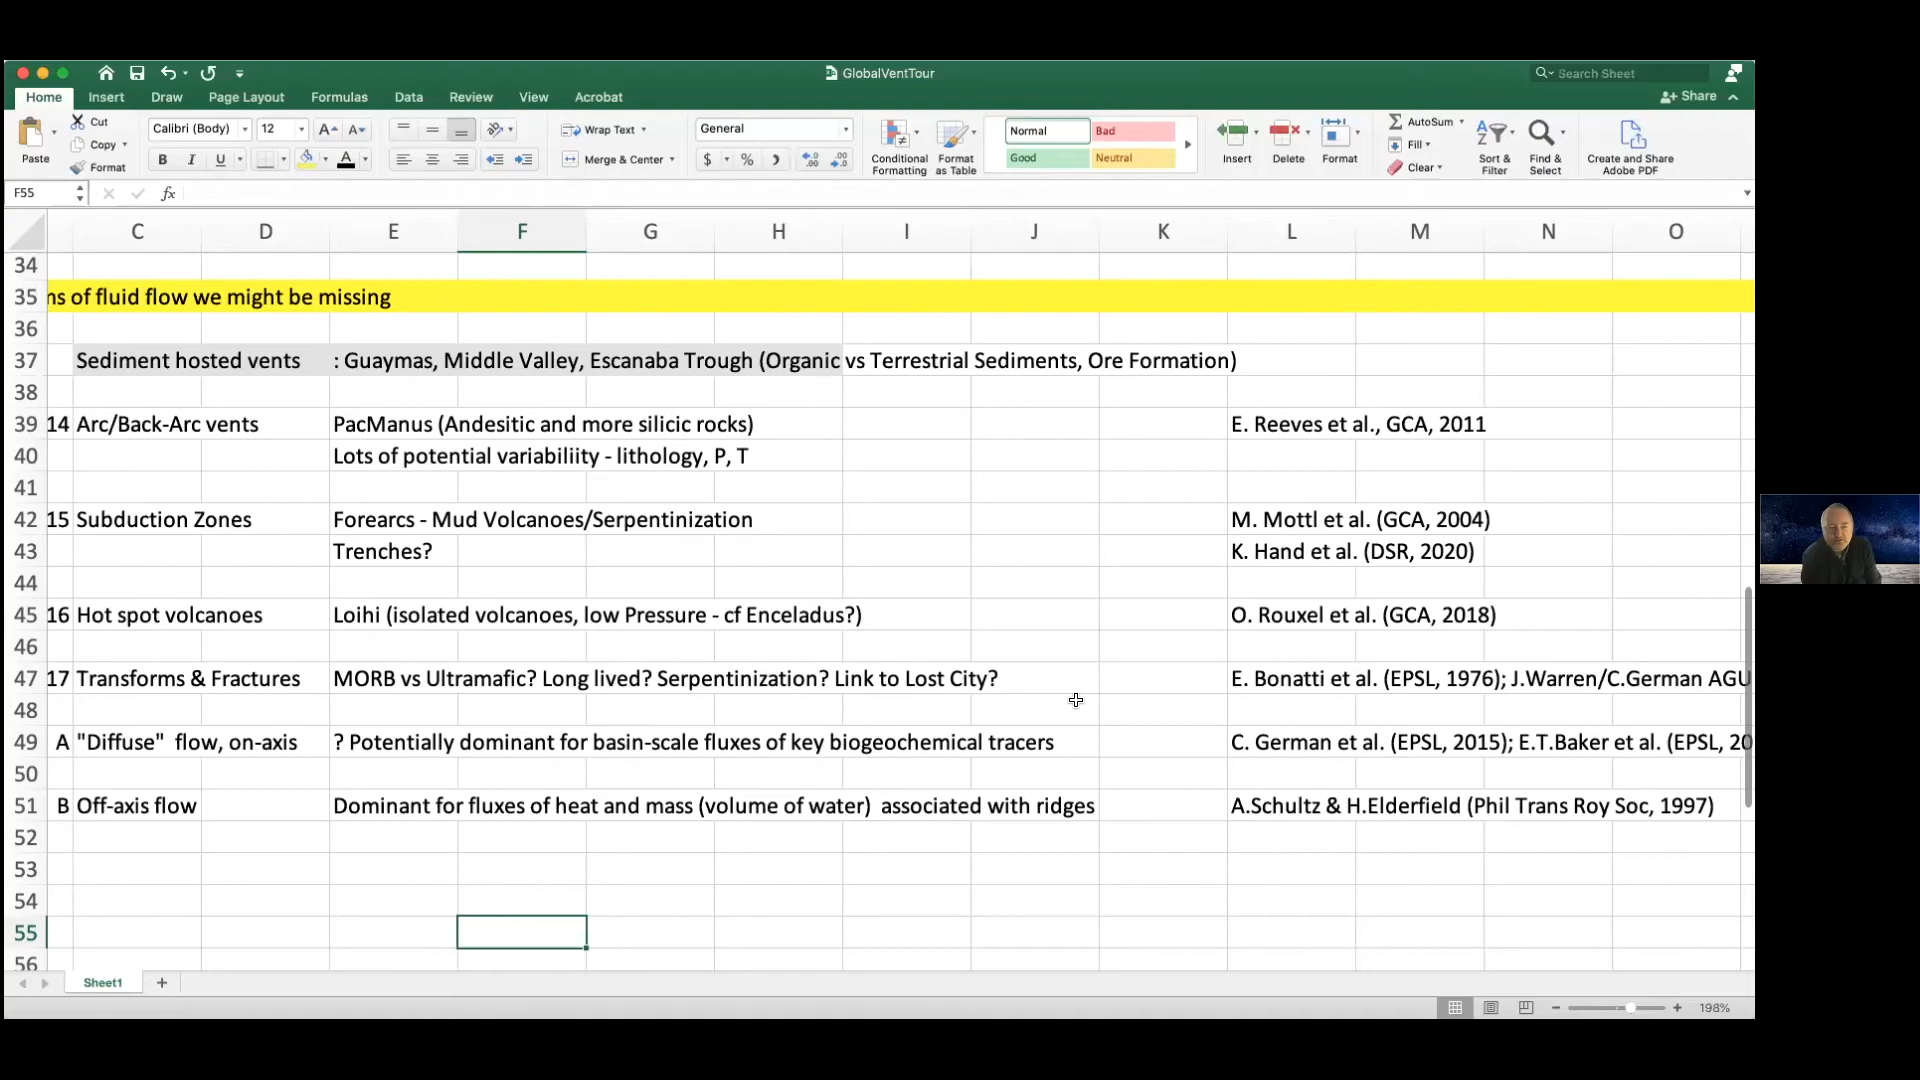 GlobalVentTour
Search Sheet
Home Insert Draw Page Layout Formulas Data Review View Acrobat Share
Paste Cut Copy Format
Calibri (Body) 12 A A
B I U A
Wrap Text
Merge & Center
General
$ %
Conditional Formatting
Format as Table
Normal Bad
Good Neutral
Insert Delete Format
AutoSum
Fill
Clear
Sort & Filter
Find & Select
Create and Share Adobe PDF
F55 fx
C D E F G H I J K L M N O
34
35 ns of fluid flow we might be missing
36
37 Sediment hosted vents : Guaymas, Middle Valley, Escanaba Trough (Organic vs Terrestrial Sediments, Ore Formation)
38
39 14 Arc/Back-Arc vents PacManus (Andesitic and more silicic rocks) E. Reeves et al., GCA, 2011
40 Lots of potential variabiliity - lithology, P, T
41
42 15 Subduction Zones Forearcs - Mud Volcanoes/Serpentinization M. Mottl et al. (GCA, 2004)
43 Trenches? K. Hand et al. (DSR, 2020)
44
45 16 Hot spot volcanoes Loihi (isolated volcanoes, low Pressure - cf Enceladus?) O. Rouxel et al. (GCA, 2018)
46
47 17 Transforms & Fractures MORB vs Ultramafic? Long lived? Serpentinization? Link to Lost City? E. Bonatti et al. (EPSL, 1976); J.Warren/C.German AGU
48
49 A "Diffuse" flow, on-axis ? Potentially dominant for basin-scale fluxes of key biogeochemical tracers C. German et al. (EPSL, 2015); E.T.Baker et al. (EPSL, 20
50
51 B Off-axis flow Dominant for fluxes of heat and mass (volume of water) associated with ridges A.Schultz & H.Elderfield (Phil Trans Roy Soc, 1997)
52
53
54
55
56
Sheet1 +
198%